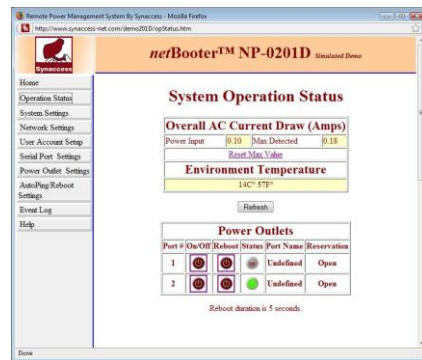 Remote Power Management System By Synaccess - Mozilla Firefox
http://www.synaccess-net.com/demo201D/opStatus.htm
Synaccess
netBooter™ NP-0201D Simulated Demo
Home
Operation Status
System Settings
Network Settings
User Account Setup
Serial Port Settings
Power Outlet Settings
AutoPing/Reboot
Settings
Event Log
Help
System Operation Status
Overall AC Current Draw (Amps)
Power Input 0.10 Max Detected 0.18
Reset Max Value
Environment Temperature
14C° 57F°
Refresh
Power Outlets
Port # On/Off Reboot Status Port Name Reservation
1 Undefined Open
2 Undefined Open
Reboot duration is 5 seconds.
Done